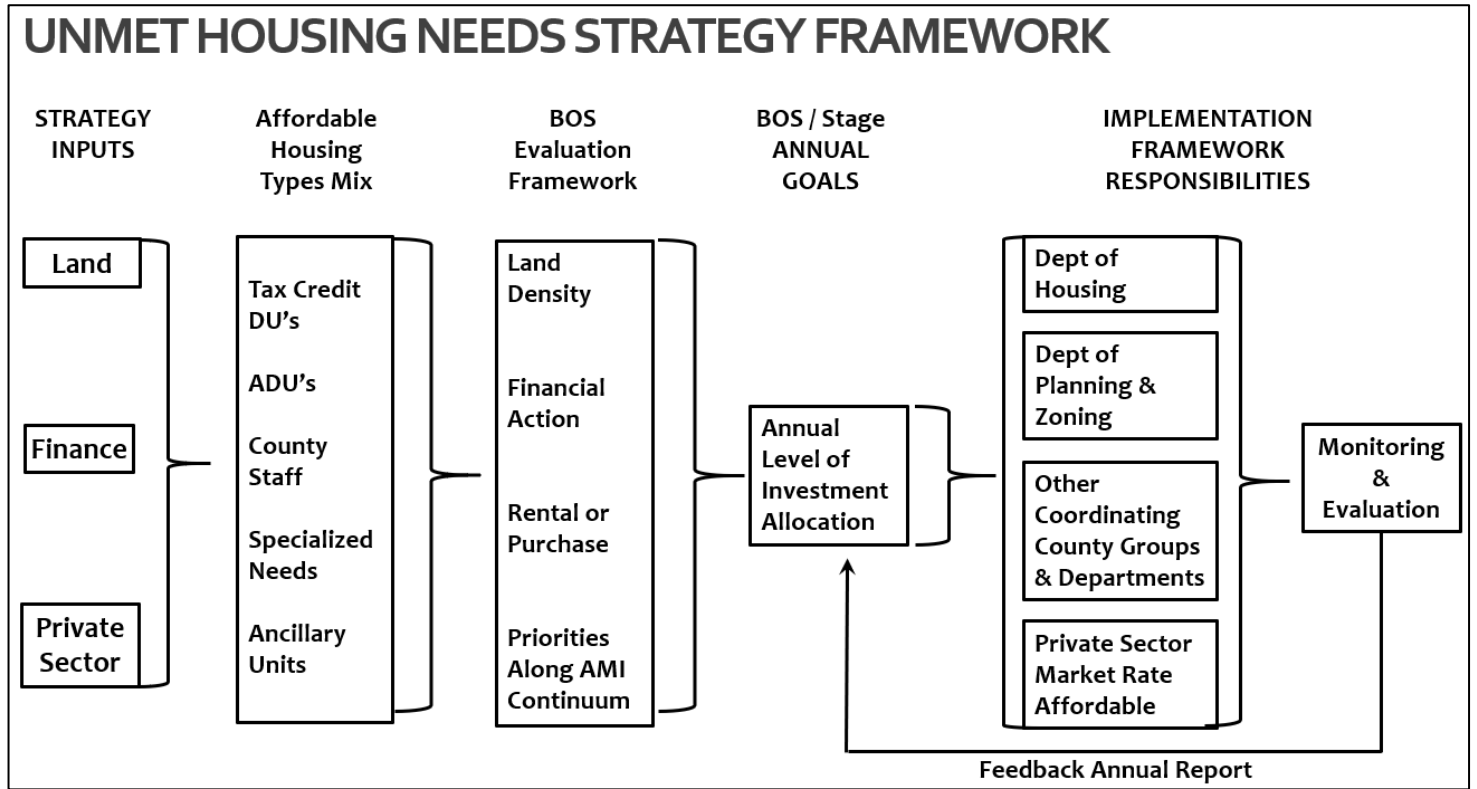 UNMET HOUSING NEEDS STRATEGY FRAMEWORK
STRATEGY
INPUTS
Affordable
Housing
Types Mix
BOS
Evaluation
Framework
BOS / Stage
ANNUAL
GOALS
IMPLEMENTATION
FRAMEWORK
RESPONSIBILITIES
Land
Finance
Private
Sector
Tax Credit
DU's
ADU's
County
Staff
Specialized
Needs
Ancillary
Units
Land
Density
Financial
Action
Rental or
Purchase
Priorities
Along AMI
Continuum
Annual
Level of
Investment
Allocation
Dept of
Housing
Dept of
Planning &
Zoning
Other
Coordinating
County Groups
& Departments
Private Sector
Market Rate
Affordable
Monitoring
&
Evaluation
Feedback Annual Report